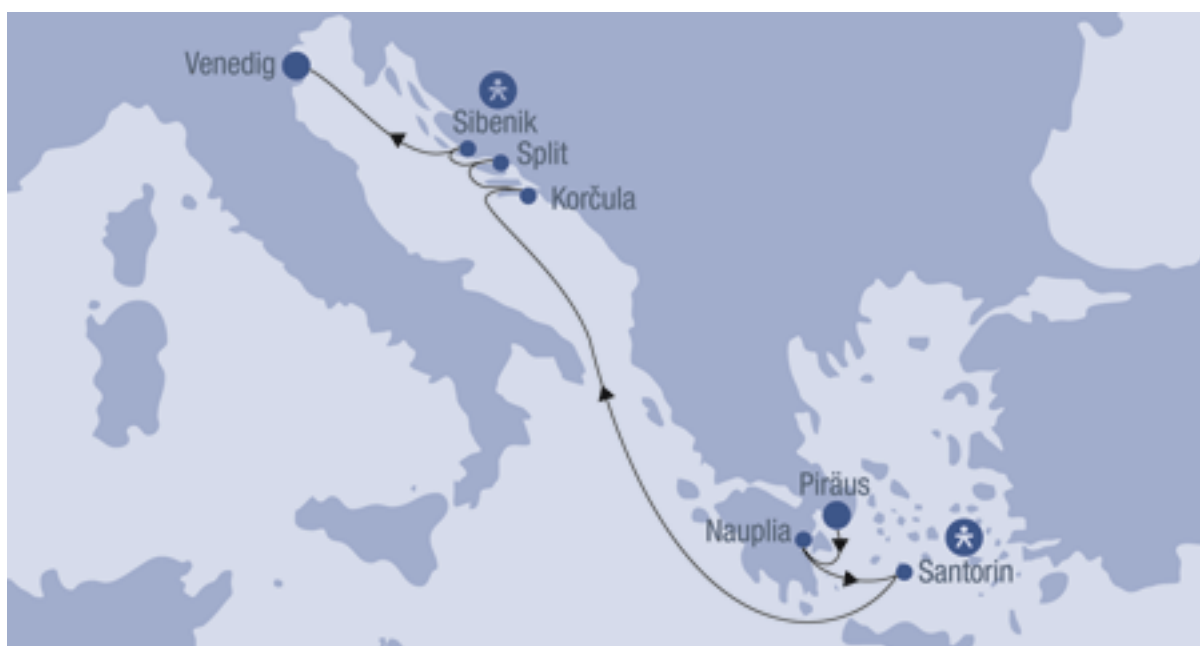 Venedig
Sibenik
Split
Korčula
Piräus
Nauplia
Santorin